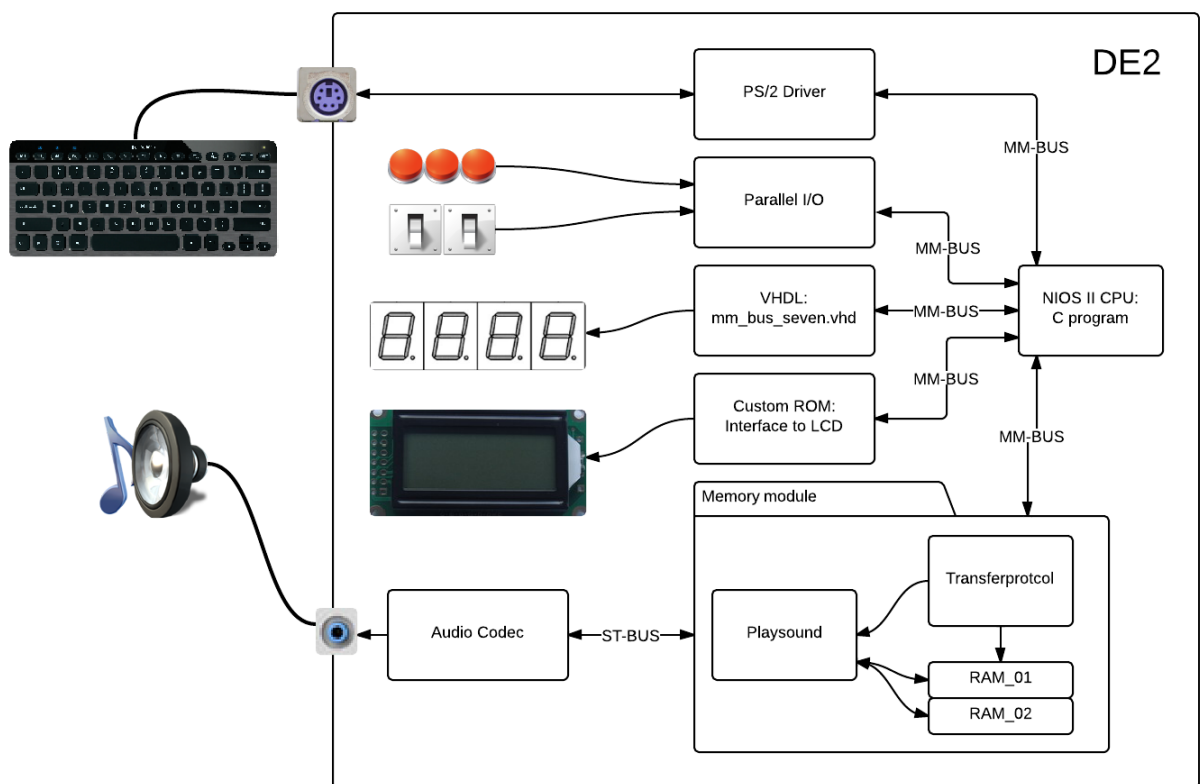 DE2
PS/2 Driver
MM-BUS
Parallel I/O
MM-BUS
VHDL:
mm_bus_seven.vhd
MM-BUS
NIOS II CPU:
C program
MM-BUS
Custom ROM:
Interface to LCD
MM-BUS
Memory module
Transferprotcol
Audio Codec
ST-BUS
Playsound
RAM_01
RAM_02